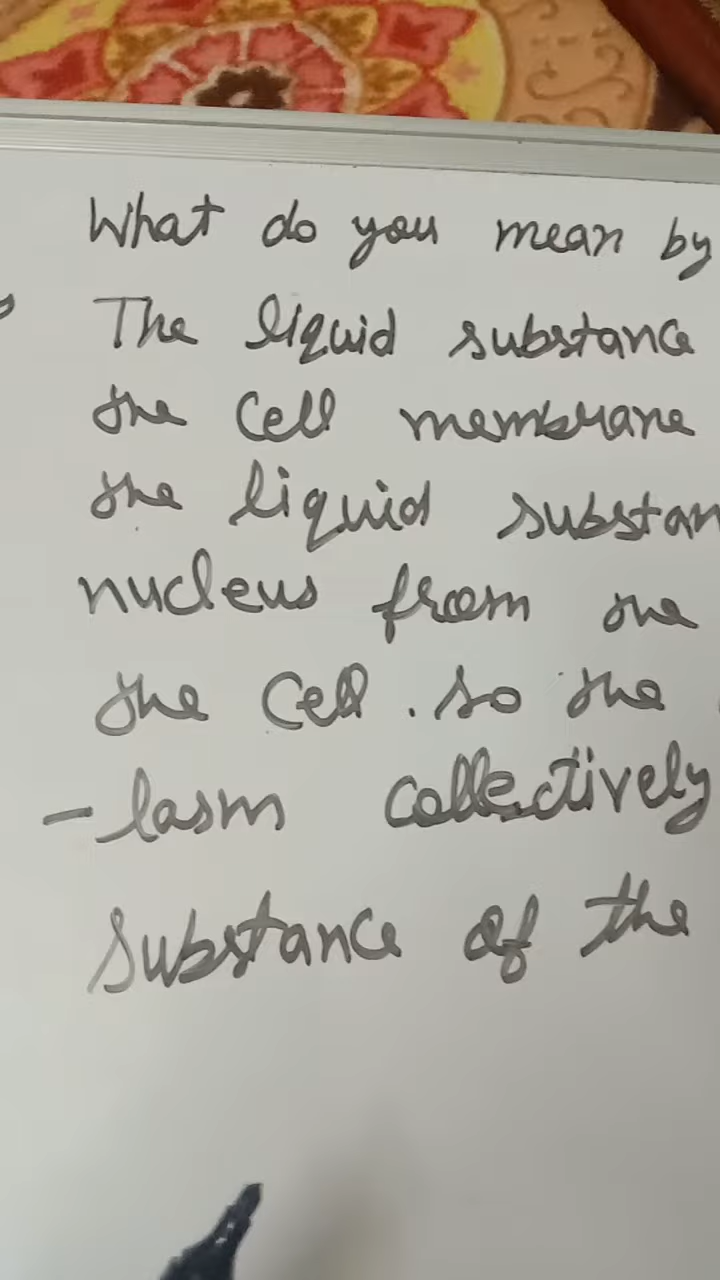 What do you mean by
The liquid substance
the cell membrane
the liquid substan
nucleus from the
the cell. So the
- lasm collectively
substance of the